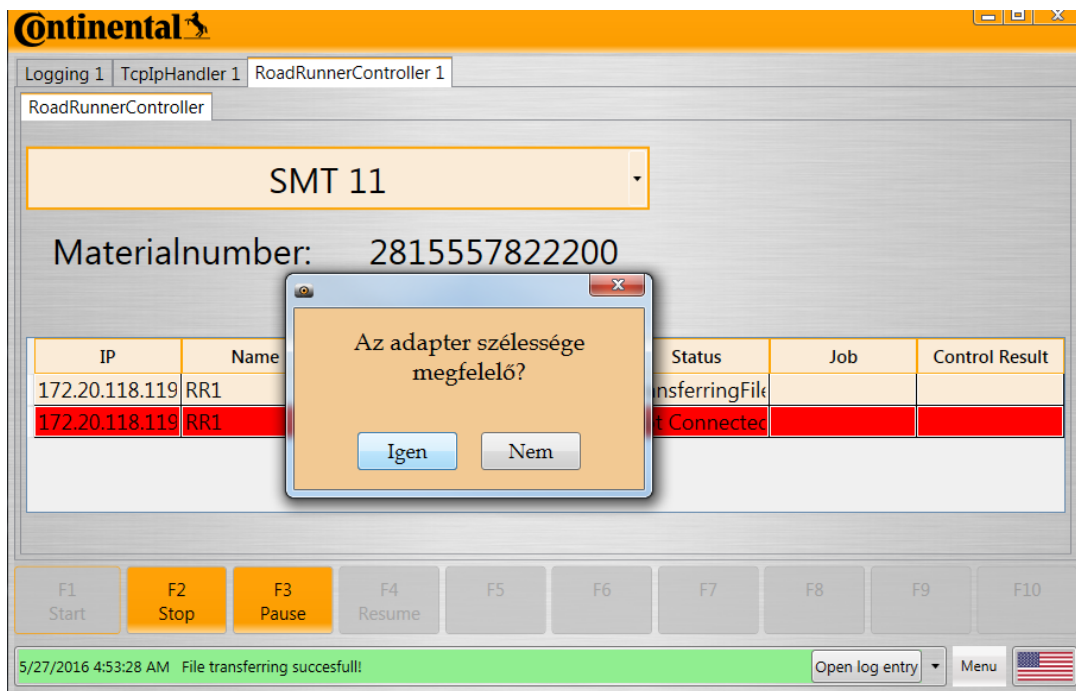 Continental
Logging 1 TcpIpHandler 1 RoadRunnerController 1
RoadRunnerController
SMT 11
Materialnumber: 2815557822200
Az adapter szélessége
megfelelő?
Igen Nem
IP Name Status Job Control Result
172.20.118.119 RR1 nsferringFile
172.20.118.119 RR1 t Connected
F1 F2 F3 F4 F5 F6 F7 F8 F9 F10
Start Stop Pause Resume
5/27/2016 4:53:28 AM File transferring succesfull! Open log entry Menu